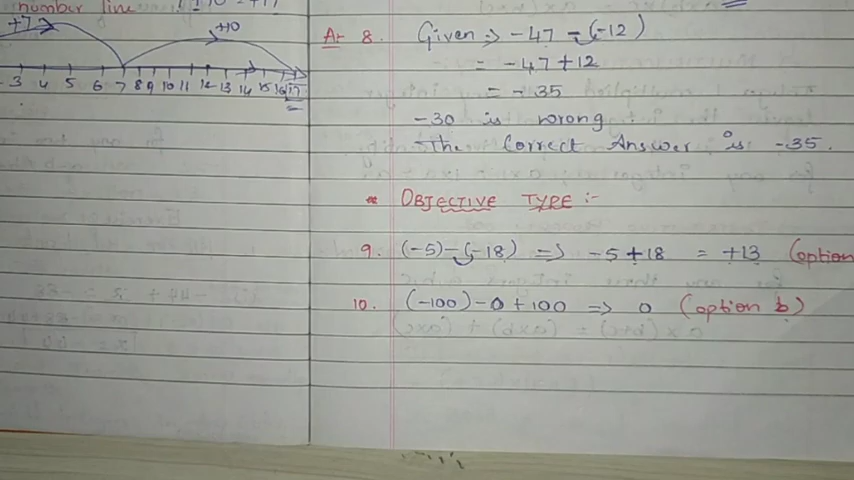 number line
+7
+10
3 4 5 6 7 8 9 10 11 12 13 14 15 16 17
Ar 8. Given ⇒ -47 - (-12)
= -47 + 12
= -35
-30 is wrong
The Correct Answer is -35.
* OBJECTIVE TYPE :-
9. (-5) - (-18) ⇒ -5 + 18 = +13 (option
10. (-100) - 0 + 100 ⇒ 0 (option b)